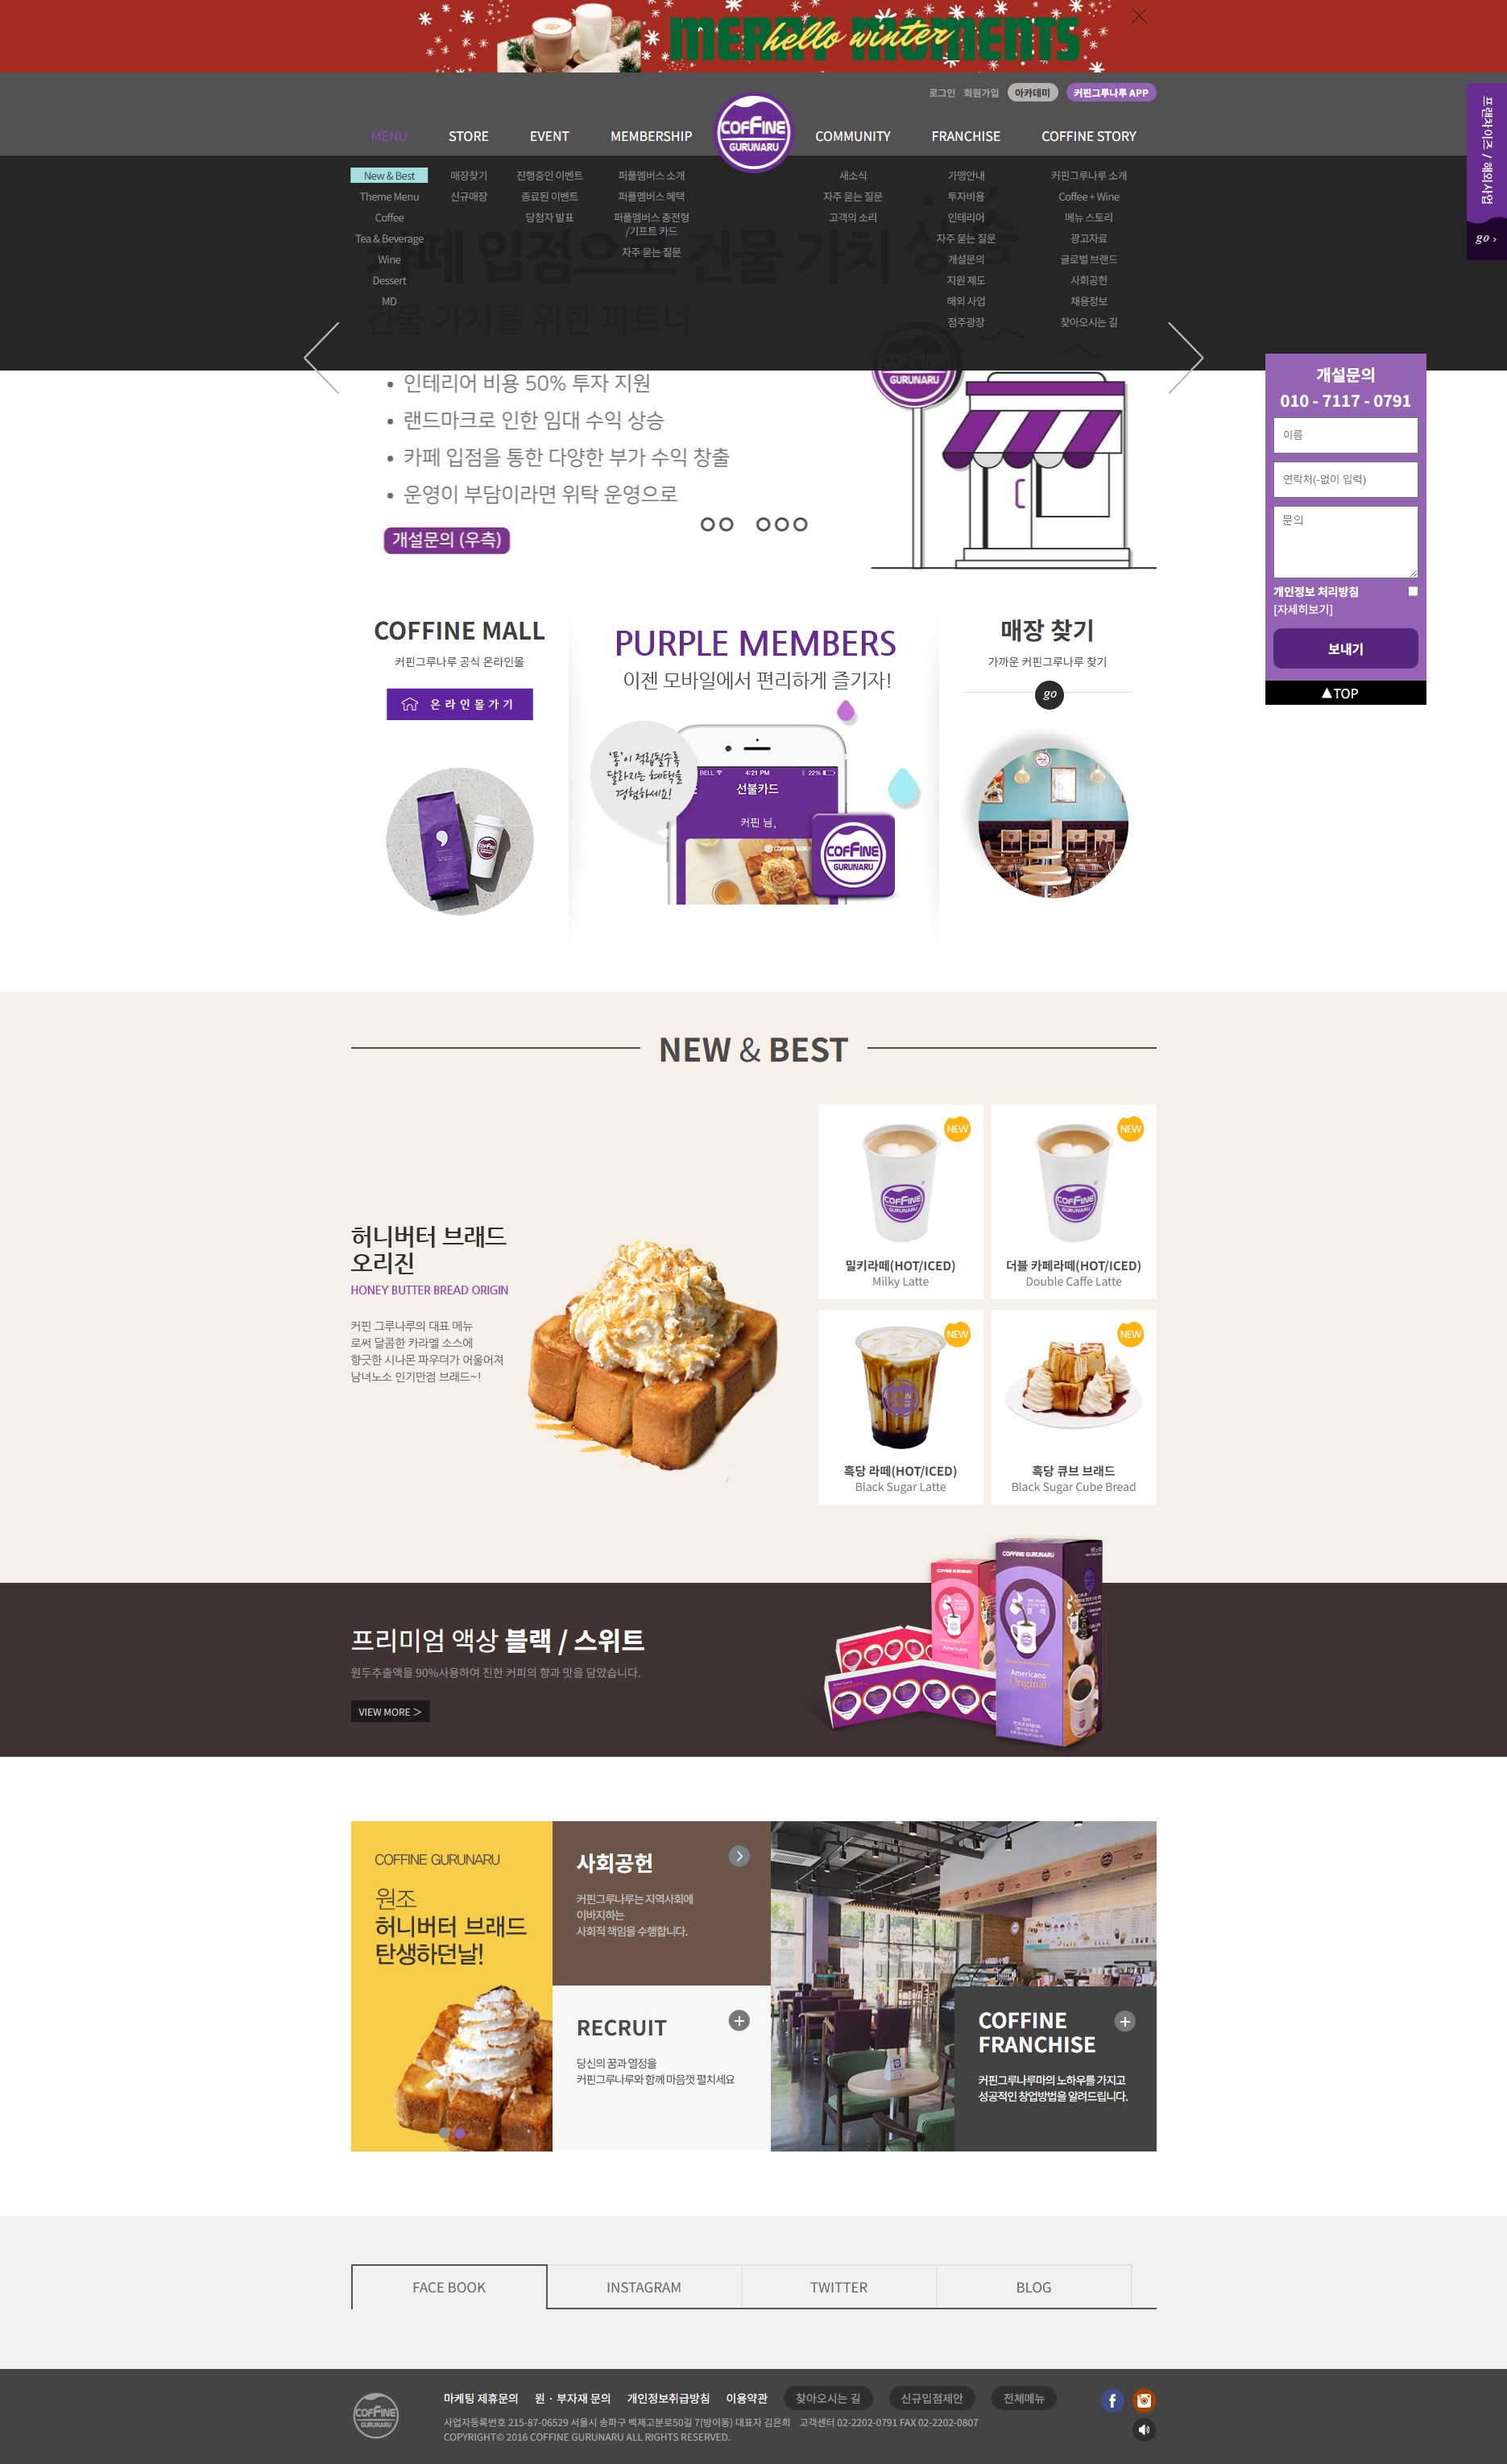 MERRY MOMENTS
hello winter
로그인 회원가입 아카데미 커핀그루나루 APP
MENU STORE EVENT MEMBERSHIP COFFINE GURUNARU COMMUNITY FRANCHISE COFFINE STORY
프랜차이즈 / 해외사업
go >
New & Best
Theme Menu
Coffee
Tea & Beverage
Wine
Dessert
MD
매장찾기
신규매장
진행중인 이벤트
종료된 이벤트
당첨자 발표
퍼플멤버스 소개
퍼플멤버스 혜택
퍼플멤버스 충전형
/기프트 카드
자주 묻는 질문
새소식
자주 묻는 질문
고객의 소리
가맹안내
투자비용
인테리어
자주 묻는 질문
개설문의
지원 제도
해외 사업
점주광장
커핀그루나루 소개
Coffee + Wine
메뉴 스토리
광고자료
글로벌 브랜드
사회공헌
채용정보
찾아오시는 길
카페 입점으로 건물 가치 상승
건물 가치를 위한 파트너
• 인테리어 비용 50% 투자 지원
• 랜드마크로 인한 임대 수익 상승
• 카페 입점을 통한 다양한 부가 수익 창출
• 운영이 부담이라면 위탁 운영으로
개설문의 (우측)
COFFINE
GURUNARU
개설문의
010 - 7117 - 0791
이름
연락처(-없이 입력)
문의
개인정보 처리방침
[자세히보기]
보내기
▲TOP
COFFINE MALL
커핀그루나루 공식 온라인몰
온라인몰가기
PURPLE MEMBERS
이젠 모바일에서 편리하게 즐기자!
'퐁'이 적립될수록
달라지는 혜택을
경험하세요!
BELL 4:21 PM 22%
선불카드
커핀 님,
COFFINE GURUNARU
매장 찾기
가까운 커핀그루나루 찾기
go
NEW & BEST
허니버터 브래드
오리진
HONEY BUTTER BREAD ORIGIN
커핀 그루나루의 대표 메뉴
로써 달콤한 카라멜 소스에
향긋한 시나몬 파우더가 어울어져
남녀노소 인기만점 브래드~!
NEW
밀키라떼(HOT/ICED)
Milky Latte
NEW
더블 카페라떼(HOT/ICED)
Double Caffe Latte
NEW
흑당 라떼(HOT/ICED)
Black Sugar Latte
NEW
흑당 큐브 브래드
Black Sugar Cube Bread
프리미엄 액상 블랙 / 스위트
원두추출액을 90%사용하여 진한 커피의 향과 맛을 담았습니다.
VIEW MORE >
COFFINE GURUNARU
Americano
Original
COFFINE GURUNARU
원조
허니버터 브래드
탄생하던날!
사회공헌
커핀그루나루는 지역사회에
이바지하는
사회적 책임을 수행합니다.
RECRUIT
당신의 꿈과 열정을
커핀그루나루와 함께 마음껏 펼치세요
COFFINE
FRANCHISE
커핀그루나루마의 노하우를 가지고
성공적인 창업방법을 알려드립니다.
FACE BOOK INSTAGRAM TWITTER BLOG
COFFINE GURUNARU
마케팅 제휴문의 원 · 부자재 문의 개인정보취급방침 이용약관 찾아오시는 길 신규입점제안 전체메뉴
사업자등록번호 215-87-06529 서울시 송파구 백제고분로50길 7(방이동) 대표자 김은희 고객센터 02-2202-0791 FAX 02-2202-0807
COPYRIGHT© 2016 COFFINE GURUNARU ALL RIGHTS RESERVED.